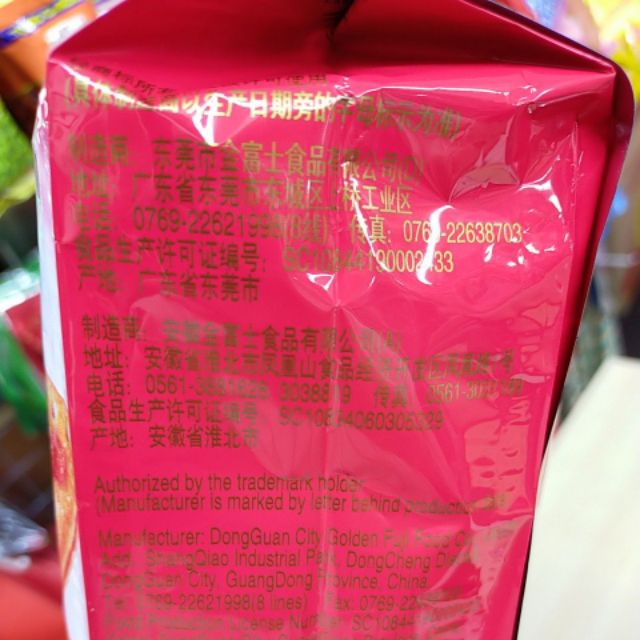 (具体制造商以生产日期旁的字母标示为准)
制造商: 东莞市金富士食品有限公司(D)
地址: 广东省东莞市东城区上桥工业区
电话: 0769-22621998(8线) 传真: 0769-22638703
食品生产许可证编号: SC10844190002433
产地: 广东省东莞市
制造商: 安徽金富士食品有限公司(A)
地址: 安徽省淮北市凤凰山食品经济开发区凤凰路7号
电话: 0561-3881628 3038819 传真: 0561-
食品生产许可证编号: SC10834060305329
产地: 安徽省淮北市
Authorized by the trademark holder
(Manufacturer is marked by letter behind production
Manufacturer: DongGuan City Golden Fuji Food Co
Add: ShangQiao Industrial Park, DongCheng
DongGuan City, GuangDong Province, China.
Tel: 0769-22621998(8 lines) Fax: 0769-22
Food Production License Number: SC10844